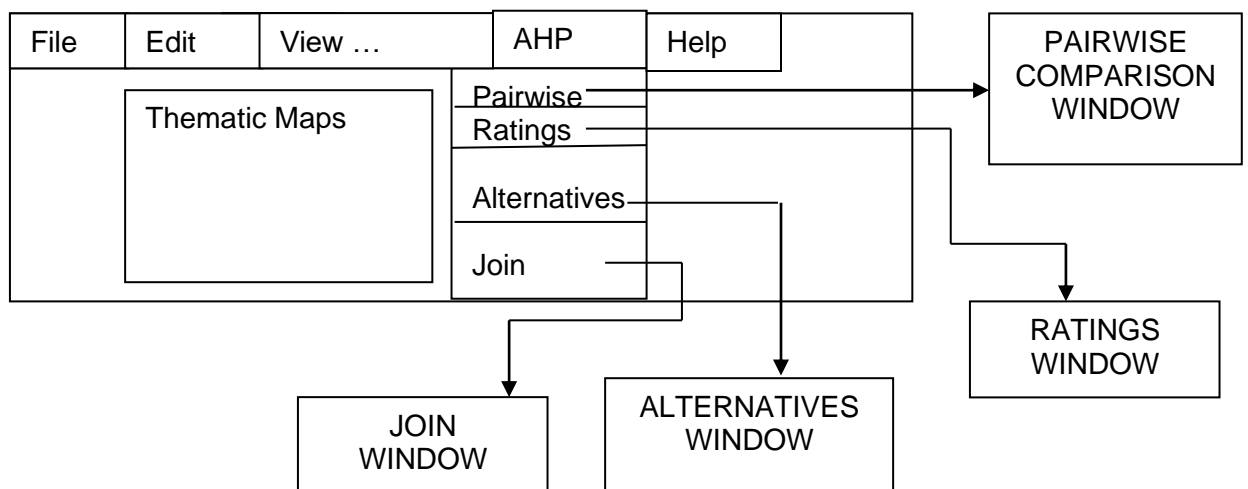 File
Edit
View …
AHP
Help
Thematic Maps
Pairwise
Ratings
Alternatives
Join
PAIRWISE
COMPARISON
WINDOW
RATINGS
WINDOW
ALTERNATIVES
WINDOW
JOIN
WINDOW